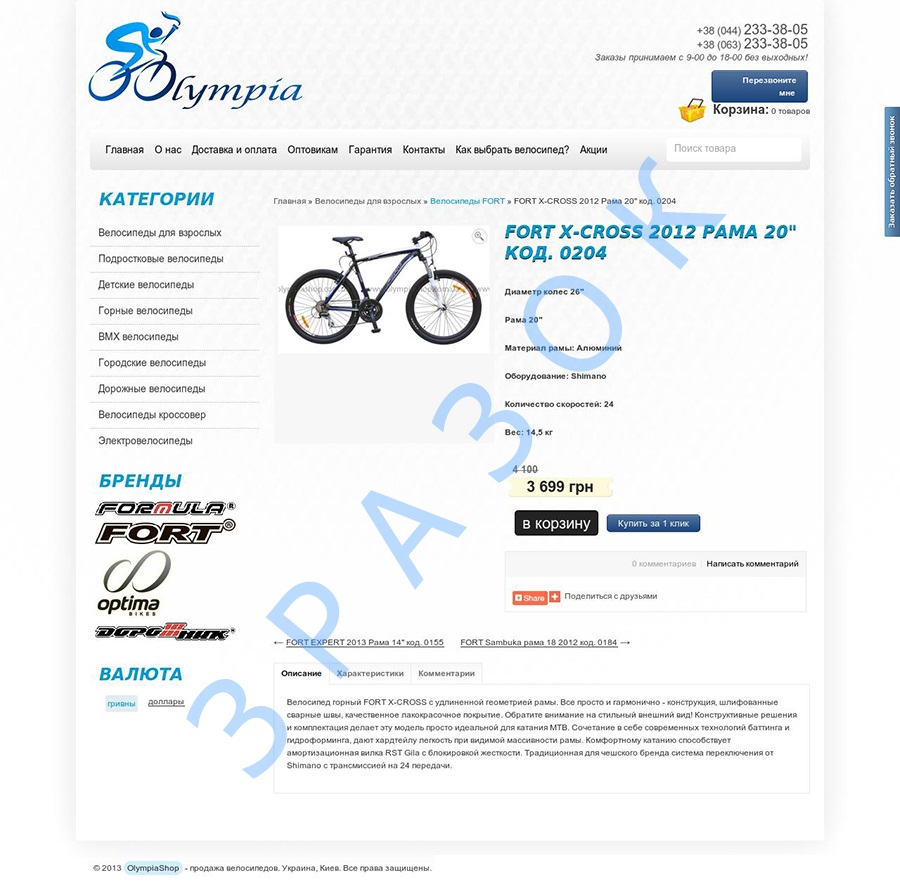 Olympia
+38 (044) 233-38-05
+38 (063) 233-38-05
Заказы принимаем с 9-00 до 18-00 без выходных!
Перезвоните
мне
Корзина: 0 товаров
Заказать обратный звонок
Главная О нас Доставка и оплата Оптовикам Гарантия Контакты Как выбрать велосипед? Акции
Поиск товара
КАТЕГОРИИ
Велосипеды для взрослых
Подростковые велосипеды
Детские велосипеды
Горные велосипеды
BMX велосипеды
Городские велосипеды
Дорожные велосипеды
Велосипеды кроссовер
Электровелосипеды
БРЕНДЫ
FORMULA®
FORT®
optima
BIKES
ДОРОЖНИК
ВАЛЮТА
гривны доллары
Главная » Велосипеды для взрослых » Велосипеды FORT » FORT X-CROSS 2012 Рама 20" код. 0204
FORT X-CROSS 2012 РАМА 20"
КОД. 0204
Диаметр колес 26"
Рама 20"
Материал рамы: Алюминий
Оборудование: Shimano
Количество скоростей: 24
Вес: 14,5 кг
4 100
3 699 грн
в корзину Купить за 1 клик
0 комментариев | Написать комментарий
Share Поделиться с друзьями
← FORT EXPERT 2013 Рама 14" код. 0155 FORT Sambuka рама 18 2012 код. 0184 →
Описание Характеристики Комментарии
Велосипед горный FORT X-CROSS с удлиненной геометрией рамы. Все просто и гармонично - конструкция, шлифованные
сварные швы, качественное лакокрасочное покрытие. Обратите внимание на стильный внешний вид! Конструктивные решения
и комплектация делает эту модель просто идеальной для катания МТВ. Сочетание в себе современных технологий баттинга и
гидроформинга, дают хардтейлу легкость при видимой массивности рамы. Комфортному катанию способствует
амортизационная вилка RST Gila с блокировкой жесткости. Традиционная для чешского бренда система переключения от
Shimano с трансмиссией на 24 передачи.
ЗРАЗОК
© 2013 OlympiaShop - продажа велосипедов. Украина, Киев. Все права защищены.